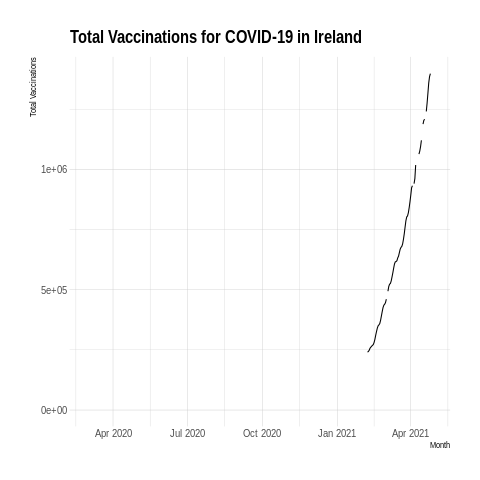 Total Vaccinations for COVID-19 in Ireland
Total Vaccinations
1e+06
5e+05
0e+00
Apr 2020 Jul 2020 Oct 2020 Jan 2021 Apr 2021
Month